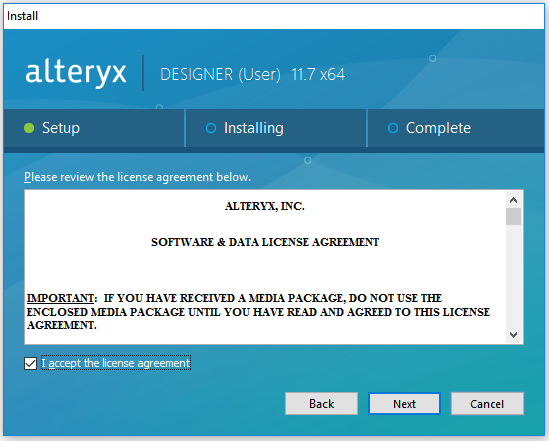 Install
alteryx DESIGNER (User) 11.7 x64
Setup Installing Complete
Please review the license agreement below.
ALTERYX, INC.
SOFTWARE & DATA LICENSE AGREEMENT
IMPORTANT: IF YOU HAVE RECEIVED A MEDIA PACKAGE, DO NOT USE THE
ENCLOSED MEDIA PACKAGE UNTIL YOU HAVE READ AND AGREED TO THIS LICENSE
AGREEMENT.
I accept the license agreement
Back Next Cancel